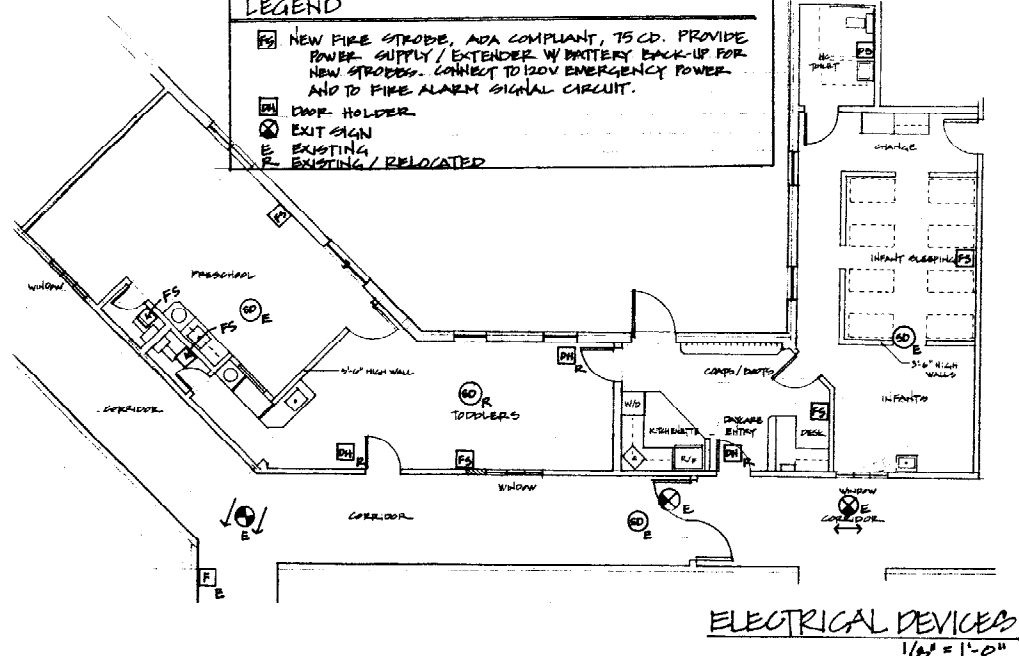 LEGEND
FS NEW FIRE STROBE, ADA COMPLIANT, 75 CD. PROVIDE
POWER SUPPLY / EXTENDER W/ BATTERY BACK-UP FOR
NEW STROBES. CONNECT TO 120V EMERGENCY POWER
AND TO FIRE ALARM SIGNAL CIRCUIT.
DH DOOR HOLDER
EXIT SIGN
E EXISTING
R EXISTING / RELOCATED
TOILET
CHANGE
FS
PRESCHOOL
WINDOW
FS
SD E
FS
INFANT SLEEPING FS
SD E
3'-6" HIGH
WALLS
5'-6" HIGH WALL
DH R
COATS / BOOTS
CORRIDOR
SD R
TODDLERS
W/D
KITCHENETTE
R/F
DAYCARE
ENTRY
FS
DESK
INFANTS
DH R
FS
DH R
WINDOW
WINDOW
E
CORRIDOR
SD E
E
E
CORRIDOR
F E
ELECTRICAL DEVICES
1/8" = 1'-0"